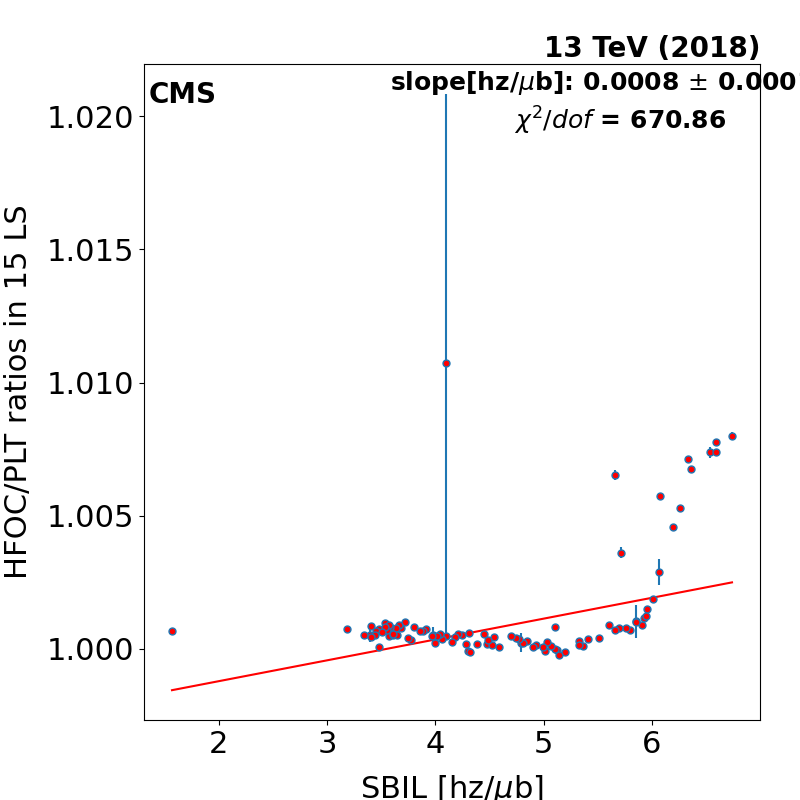 13 TeV (2018)
CMS
slope[hz/μb]: 0.0008 ± 0.000
χ²/dof = 670.86
HFOC/PLT ratios in 15 LS
1.020
1.015
1.010
1.005
1.000
2 3 4 5 6
SBIL [hz/μb]